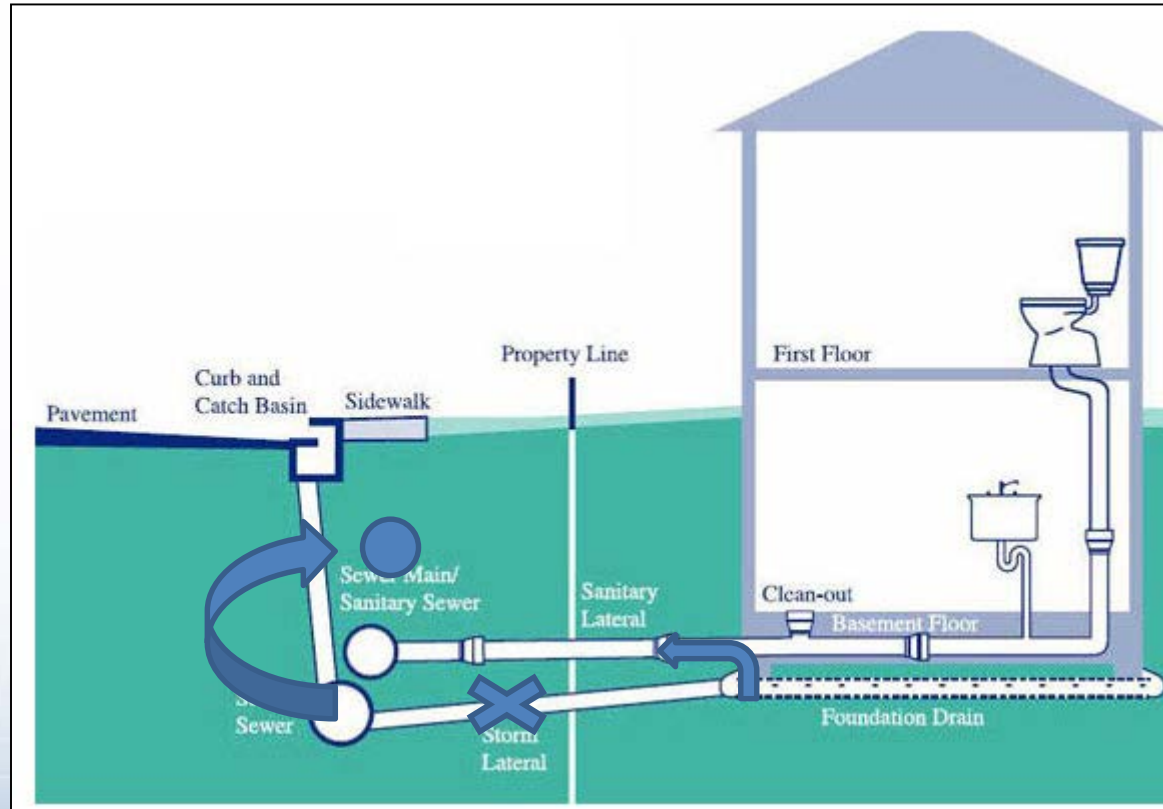 First Floor
Property Line
Curb and
Catch Basin
Sidewalk
Pavement
Sewer Main/
Sanitary Sewer
Sanitary
Lateral
Clean-out
Basement Floor
Sewer
Storm
Lateral
Foundation Drain